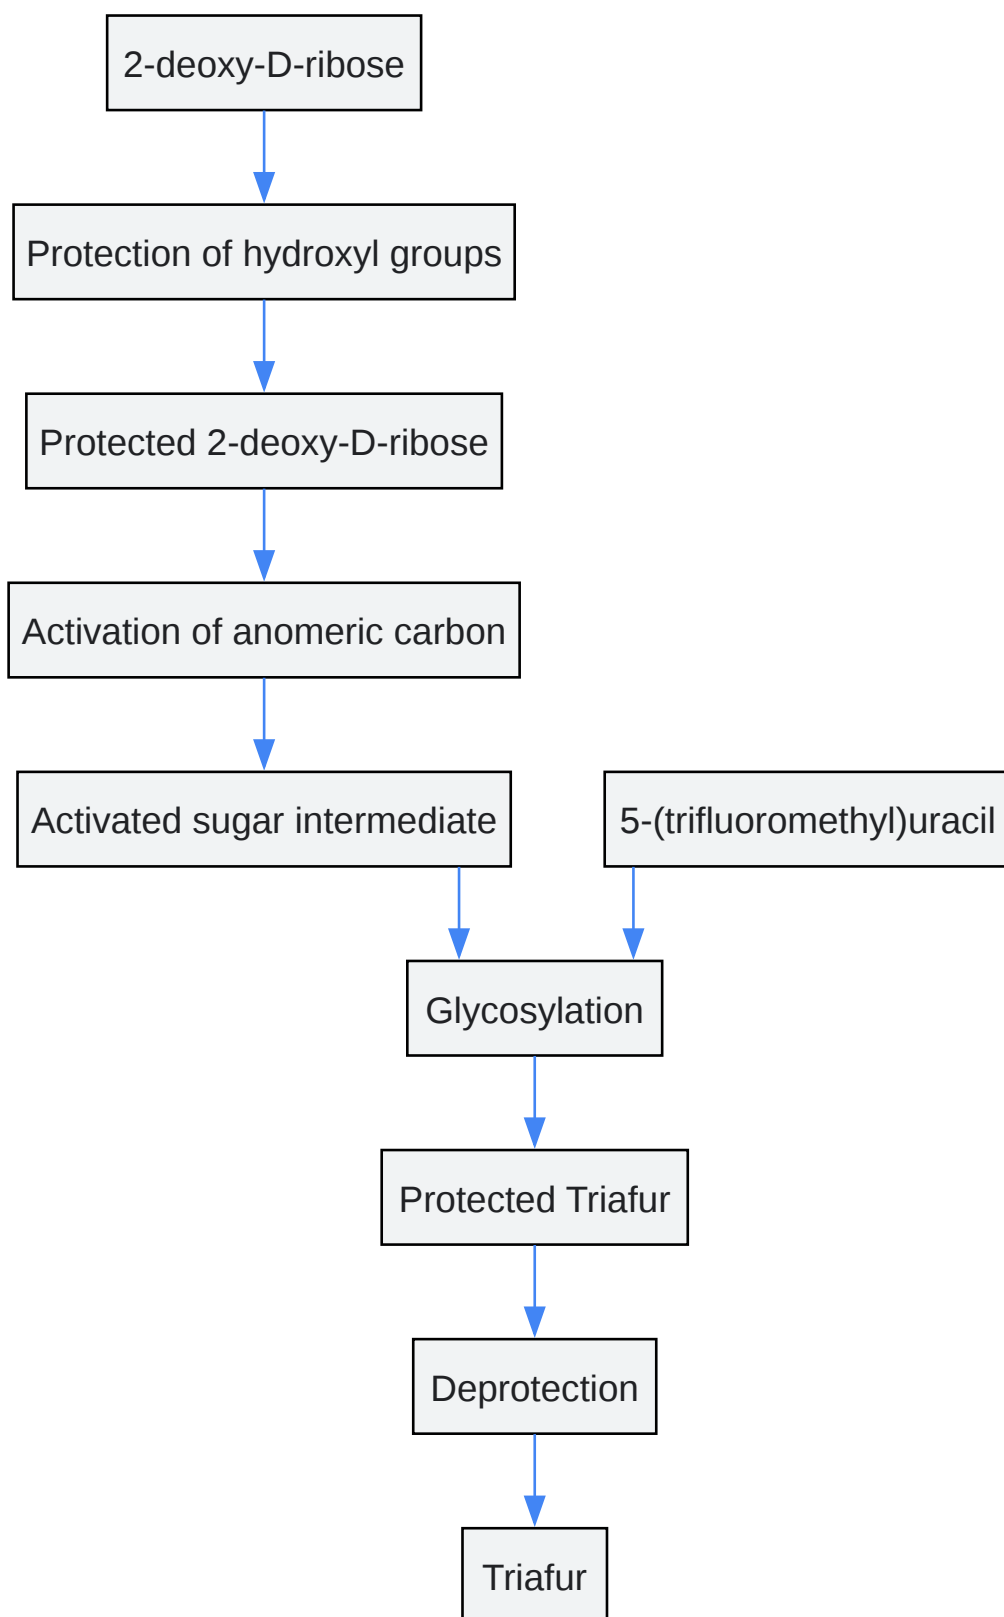 2-deoxy-D-ribose
Protection of hydroxyl groups
Protected 2-deoxy-D-ribose
Activation of anomeric carbon
Activated sugar intermediate
5-(trifluoromethyl)uracil
Glycosylation
Protected Triafur
Deprotection
Triafur